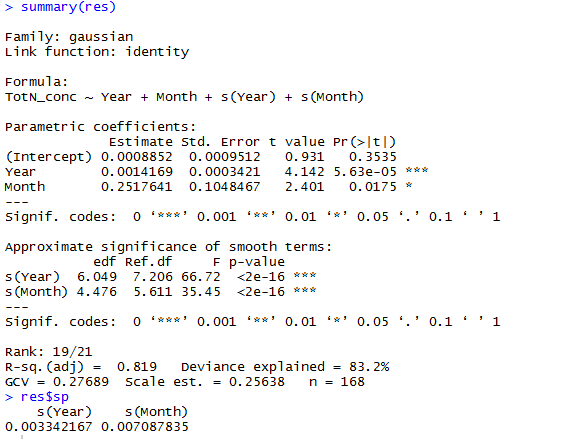 > summary(res)
Family: gaussian
Link function: identity
Formula:
TotN_conc ~ Year + Month + s(Year) + s(Month)
Parametric coefficients:
Estimate Std. Error t value Pr(>|t|)
(Intercept) 0.0008852 0.0009512 0.931 0.3535
Year 0.0014169 0.0003421 4.142 5.63e-05 ***
Month 0.2517641 0.1048467 2.401 0.0175 *
---
Signif. codes: 0 ‘***’ 0.001 ‘**’ 0.01 ‘*’ 0.05 ‘.’ 0.1 ‘ ’ 1
Approximate significance of smooth terms:
edf Ref.df F p-value
s(Year) 6.049 7.206 66.72 <2e-16 ***
s(Month) 4.476 5.611 35.45 <2e-16 ***
---
Signif. codes: 0 ‘***’ 0.001 ‘**’ 0.01 ‘*’ 0.05 ‘.’ 0.1 ‘ ’ 1
Rank: 19/21
R-sq.(adj) = 0.819 Deviance explained = 83.2%
GCV = 0.27689 Scale est. = 0.25638 n = 168
> res$sp
s(Year) s(Month)
0.003342167 0.007087835